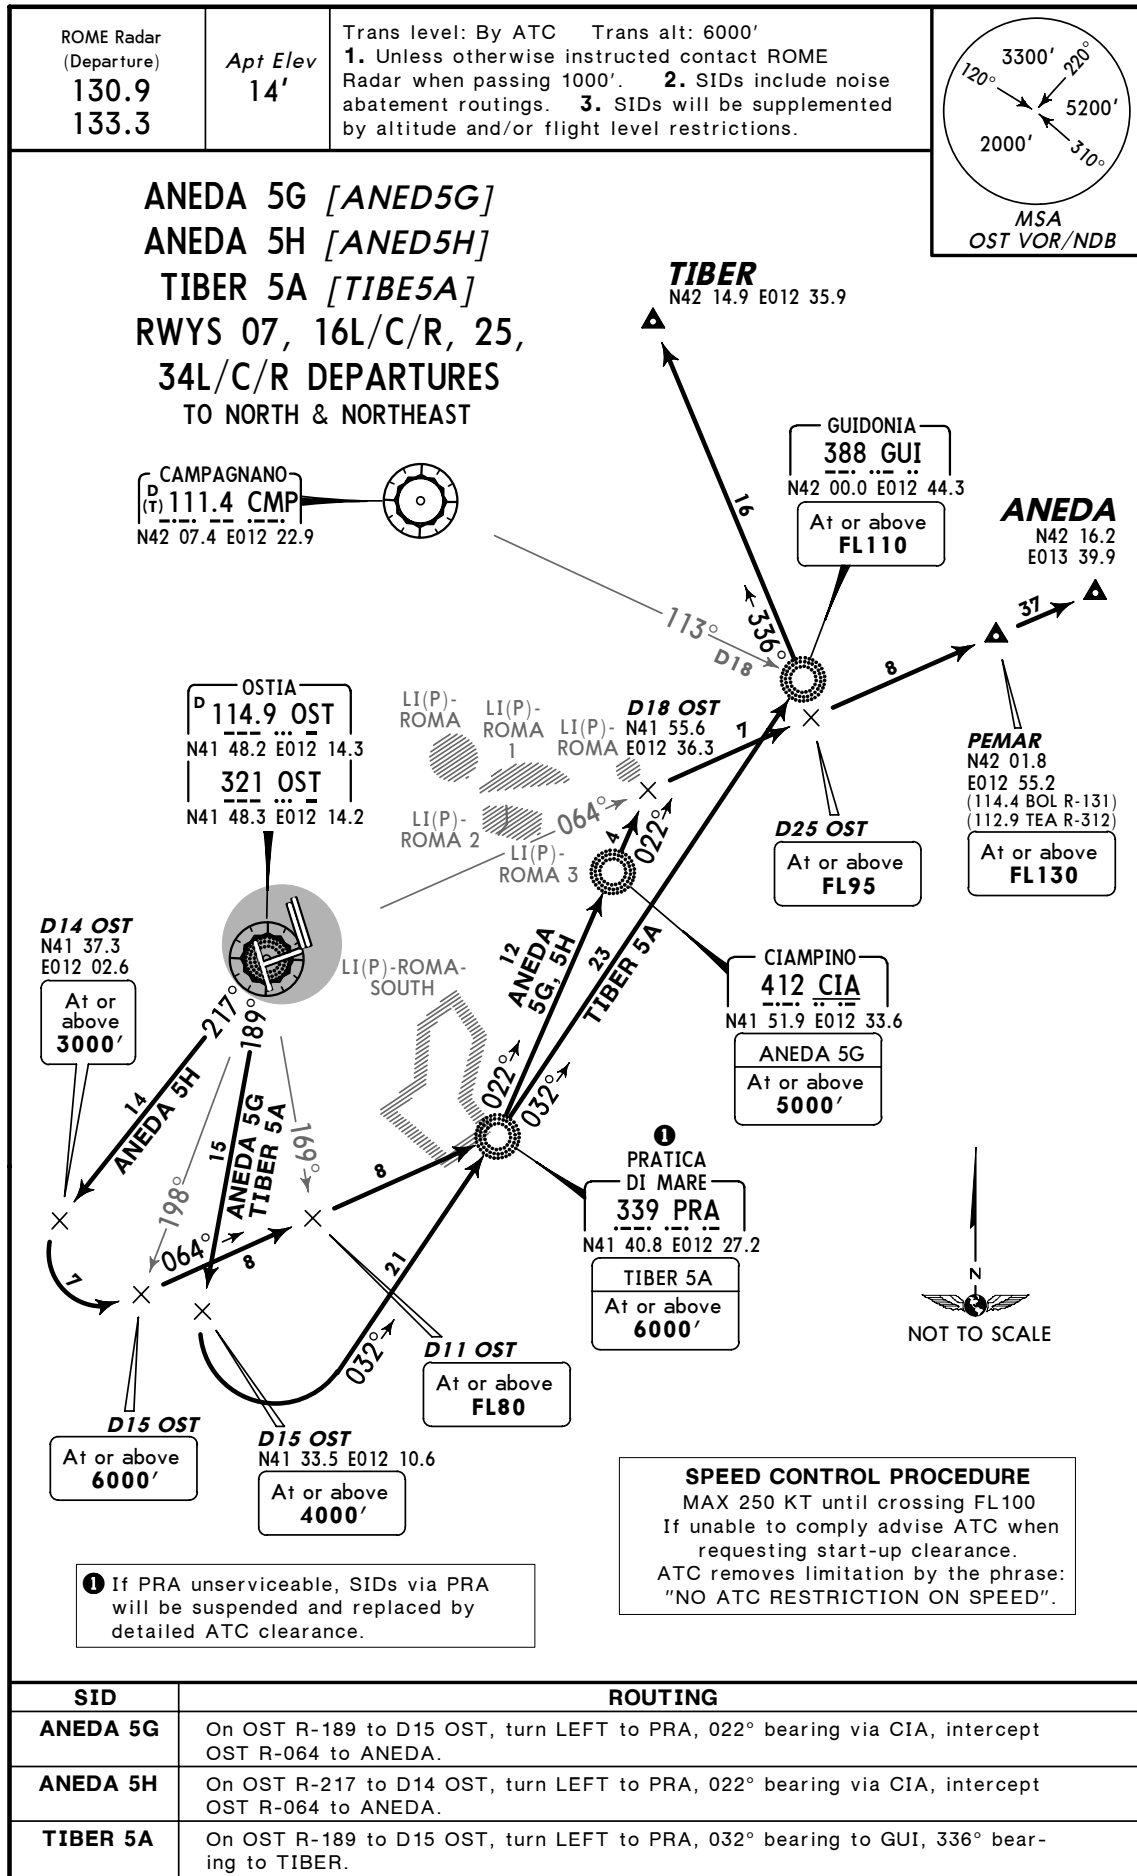 ROME Radar
(Departure)
130.9
133.3
Apt Elev
14'
Trans level: By ATC Trans alt: 6000'
1. Unless otherwise instructed contact ROME
Radar when passing 1000'. 2. SIDs include noise
abatement routings. 3. SIDs will be supplemented
by altitude and/or flight level restrictions.
3300'
120°
220°
5200'
2000'
310°
MSA
OST VOR/NDB
ANEDA 5G [ANED5G]
ANEDA 5H [ANED5H]
TIBER 5A [TIBE5A]
RWYS 07, 16L/C/R, 25,
34L/C/R DEPARTURES
TO NORTH & NORTHEAST
TIBER
N42 14.9 E012 35.9
GUIDONIA
388 GUI
N42 00.0 E012 44.3
At or above
FL110
CAMPAGNANO
D
(T) 111.4 CMP
N42 07.4 E012 22.9
ANEDA
N42 16.2
E013 39.9
16
37
113°
D18
336°
8
OSTIA
D 114.9 OST
N41 48.2 E012 14.3
321 OST
N41 48.3 E012 14.2
LI(P)-
ROMA
LI(P)-
ROMA
1
LI(P)-
ROMA
D18 OST
N41 55.6
E012 36.3
7
PEMAR
N42 01.8
E012 55.2
(114.4 BOL R-131)
(112.9 TEA R-312)
At or above
FL130
LI(P)-
ROMA 2
064°
LI(P)-
ROMA 3
4
022°
D25 OST
At or above
FL95
D14 OST
N41 37.3
E012 02.6
At or
above
3000'
LI(P)-ROMA-
SOUTH
12
ANEDA
5G, 5H
23
TIBER 5A
CIAMPINO
412 CIA
N41 51.9 E012 33.6
ANEDA 5G
At or above
5000'
217°
189°
14
ANEDA 5H
15
ANEDA 5G
TIBER 5A
169°
198°
022°
032°
1
PRATICA
DI MARE
339 PRA
N41 40.8 E012 27.2
TIBER 5A
At or above
6000'
8
064°
8
7
21
032°
N
NOT TO SCALE
D11 OST
At or above
FL80
D15 OST
At or above
6000'
D15 OST
N41 33.5 E012 10.6
At or above
4000'
SPEED CONTROL PROCEDURE
MAX 250 KT until crossing FL100
If unable to comply advise ATC when
requesting start-up clearance.
ATC removes limitation by the phrase:
"NO ATC RESTRICTION ON SPEED".
1 If PRA unserviceable, SIDs via PRA
will be suspended and replaced by
detailed ATC clearance.
SID ROUTING
ANEDA 5G On OST R-189 to D15 OST, turn LEFT to PRA, 022° bearing via CIA, intercept
OST R-064 to ANEDA.
ANEDA 5H On OST R-217 to D14 OST, turn LEFT to PRA, 022° bearing via CIA, intercept
OST R-064 to ANEDA.
TIBER 5A On OST R-189 to D15 OST, turn LEFT to PRA, 032° bearing to GUI, 336° bear-
ing to TIBER.